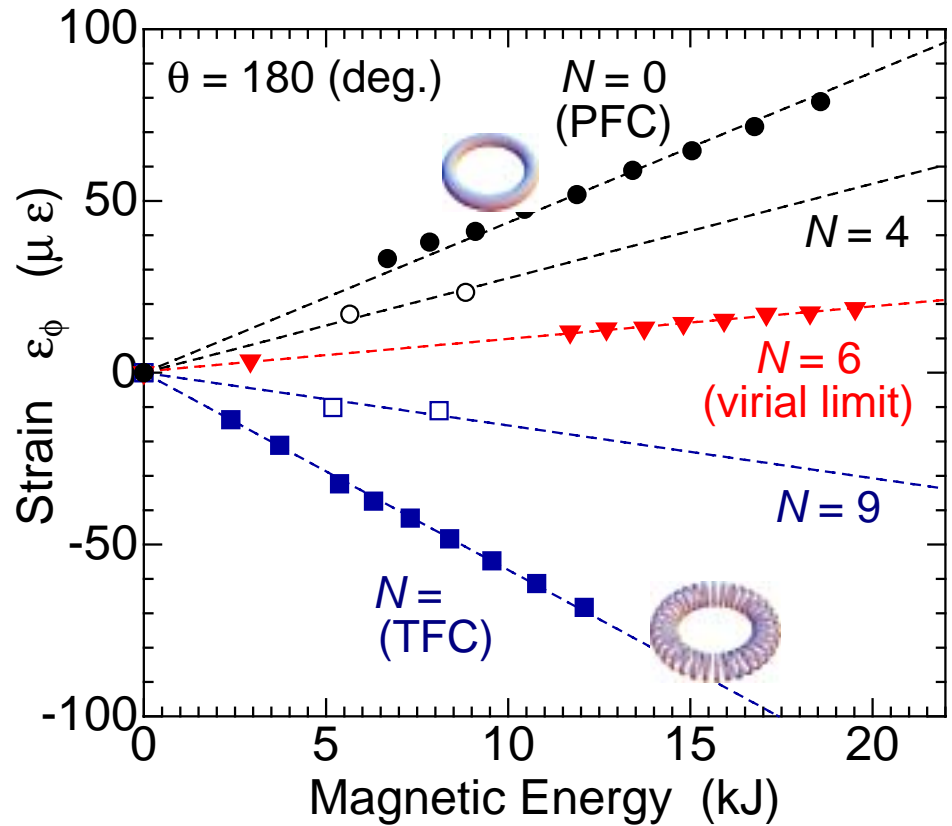 100
50
0
-50
-100
Strain ε_ϕ (μ ε)
θ = 180 (deg.)
N = 0
(PFC)
N = 4
N = 6
(virial limit)
N = 9
N =
(TFC)
0 5 10 15 20
Magnetic Energy (kJ)